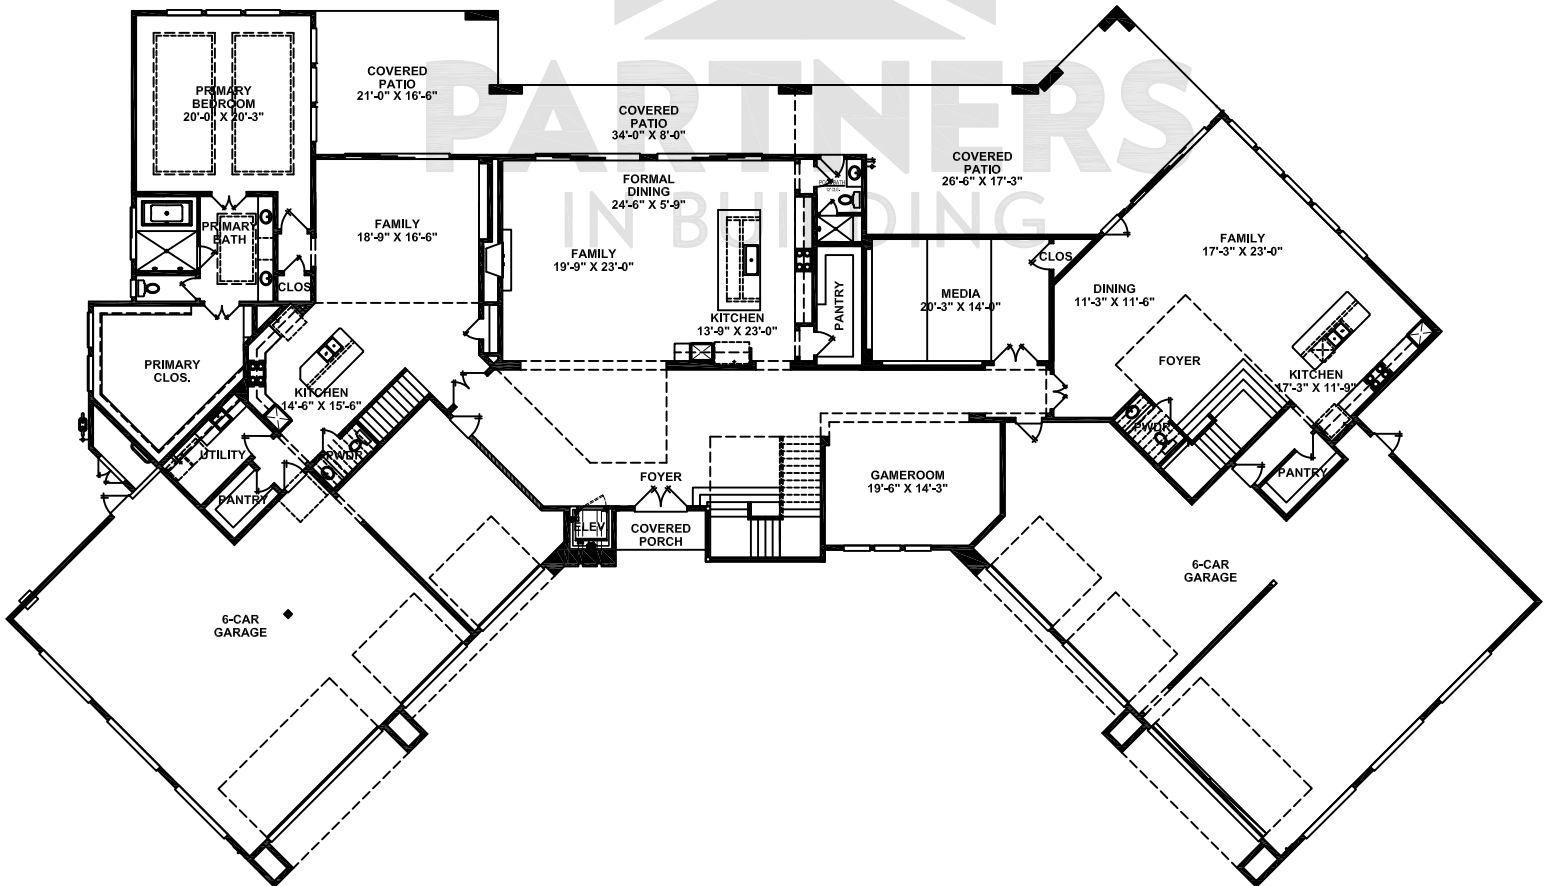 PARTNERS
IN BUILDING
PRIMARY
BEDROOM
20'-0" X 20'-3"
COVERED
PATIO
21'-0" X 16'-6"
COVERED
PATIO
34'-0" X 8'-0"
COVERED
PATIO
26'-6" X 17'-3"
PRIMARY
BATH
CLOS
FAMILY
18'-9" X 16'-6"
FORMAL
DINING
24'-6" X 5'-9"
FAMILY
19'-9" X 23'-0"
KITCHEN
13'-9" X 23'-0"
PANTRY
MEDIA
20'-3" X 14'-0"
CLOS
DINING
11'-3" X 11'-6"
FAMILY
17'-3" X 23'-0"
FOYER
KITCHEN
17'-3" X 11'-9"
PRIMARY
CLOS.
KITCHEN
14'-6" X 15'-6"
UTILITY
PWDR
PANTRY
FOYER
ELEV.
COVERED
PORCH
GAMEROOM
19'-6" X 14'-3"
PWDR
PANTRY
6-CAR
GARAGE
6-CAR
GARAGE